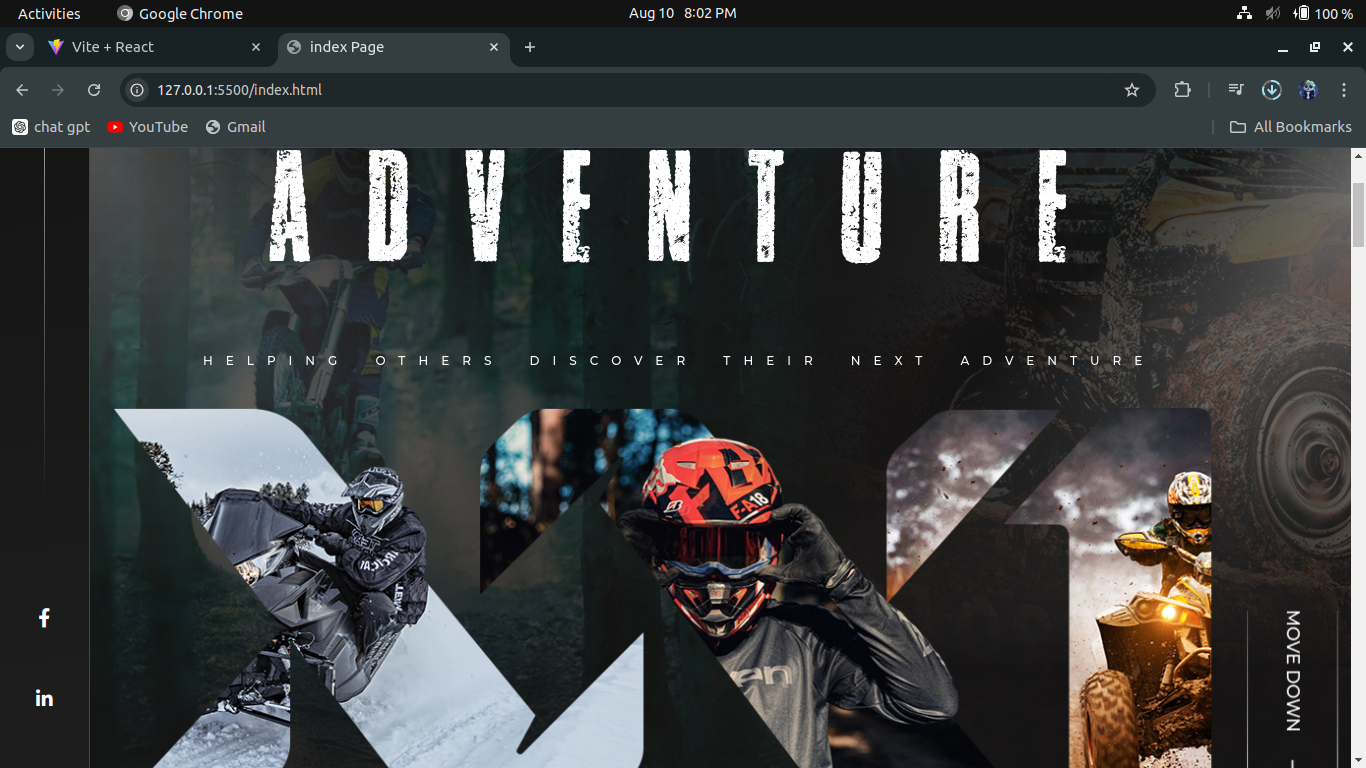 Activities Google Chrome Aug 10 8:02 PM 100 %
Vite + React index Page
127.0.0.1:5500/index.html
chat gpt YouTube Gmail All Bookmarks
ADVENTURE
HELPING OTHERS DISCOVER THEIR NEXT ADVENTURE
F-A18
f
in
MOVE DOWN